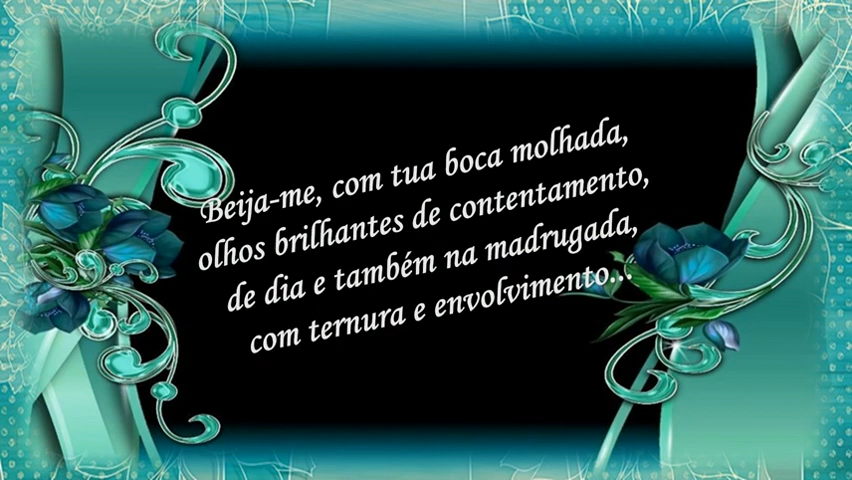 Beija-me, com tua boca molhada,
olhos brilhantes de contentamento,
de dia e também na madrugada,
com ternura e envolvimento...